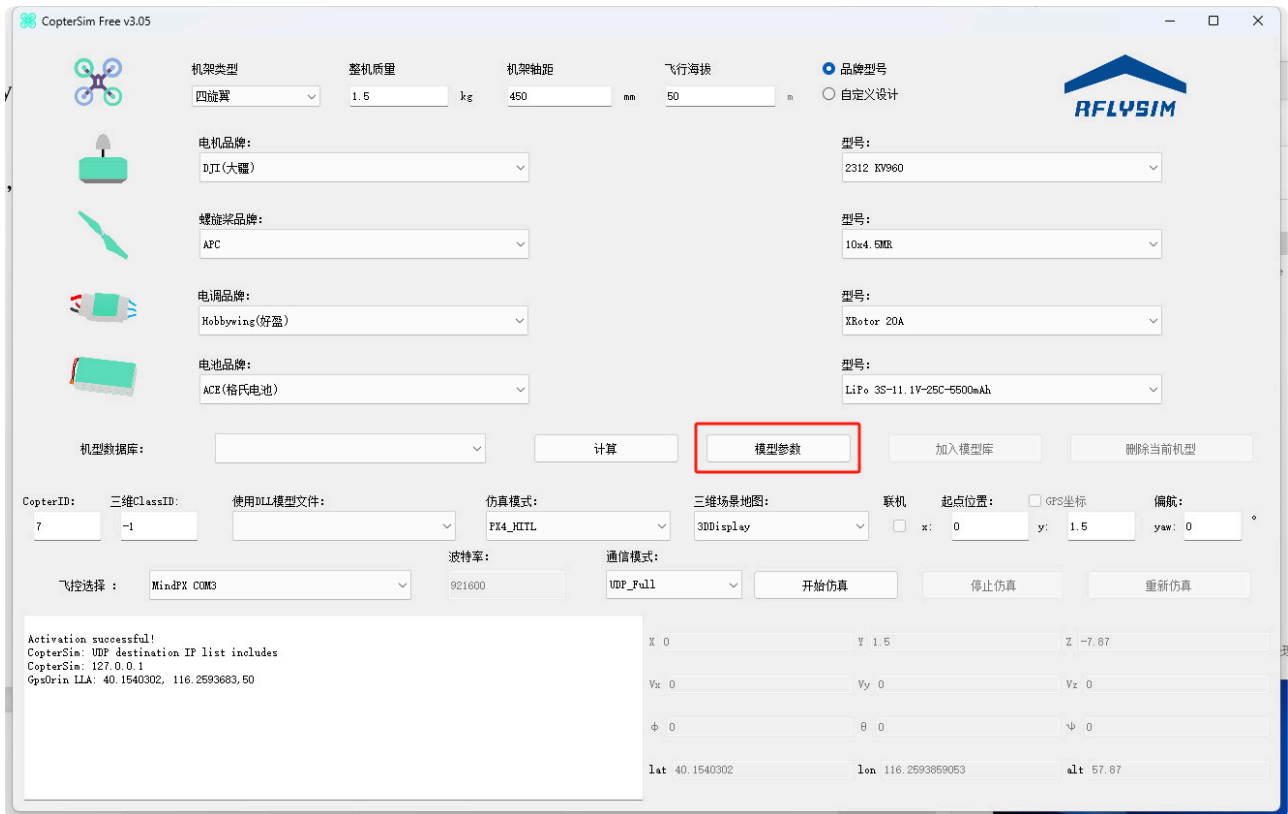 CopterSim Free v3.05
机架类型 整机质量 机架轴距 飞行海拔 品牌型号
四旋翼 1.5 kg 450 mm 50 m 自定义设计
RFLYSIM
电机品牌: 型号:
DJI(大疆) 2312 KV960
螺旋桨品牌: 型号:
APC 10x4.5MR
电调品牌: 型号:
Hobbywing(好盈) XRotor 20A
电池品牌: 型号:
ACE(格氏电池) LiPo 3S-11.1V-25C-5500mAh
机型数据库: 计算 模型参数 加入模型库 删除当前机型
CopterID: 三维ClassID: 使用DLL模型文件: 仿真模式: 三维场景地图: 联机 起点位置: GPS坐标 偏航:
7 -1 PX4_HITL 3DDisplay x: 0 y: 1.5 yaw: 0 °
波特率: 通信模式:
飞控选择 : MindPX COM3 921600 UDP_Full 开始仿真 停止仿真 重新仿真
Activation successful!
CopterSim: UDP destination IP list includes
CopterSim: 127.0.0.1
GpsOrin LLA: 40.1540302, 116.2593683,50
X 0 Y 1.5 Z -7.87
Vx 0 Vy 0 Vz 0
ϕ 0 θ 0 ψ 0
lat 40.1540302 lon 116.2593859053 alt 57.87